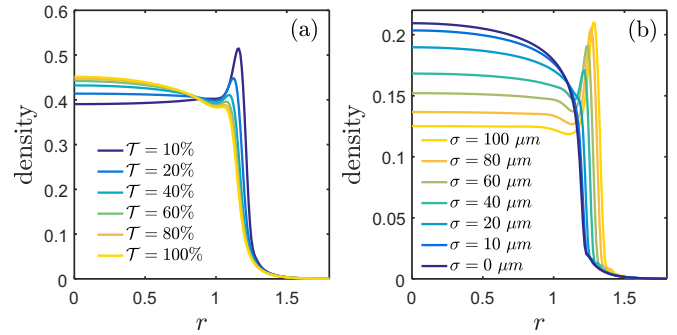 (a)
0.6
0.5
0.4
0.3
0.2
0.1
0
density
𝒯 = 10%
𝒯 = 20%
𝒯 = 40%
𝒯 = 60%
𝒯 = 80%
𝒯 = 100%
0 0.5 1 1.5
r
(b)
0.2
0.15
0.1
0.05
0
density
σ = 100 μm
σ = 80 μm
σ = 60 μm
σ = 40 μm
σ = 20 μm
σ = 10 μm
σ = 0 μm
0 0.5 1 1.5
r